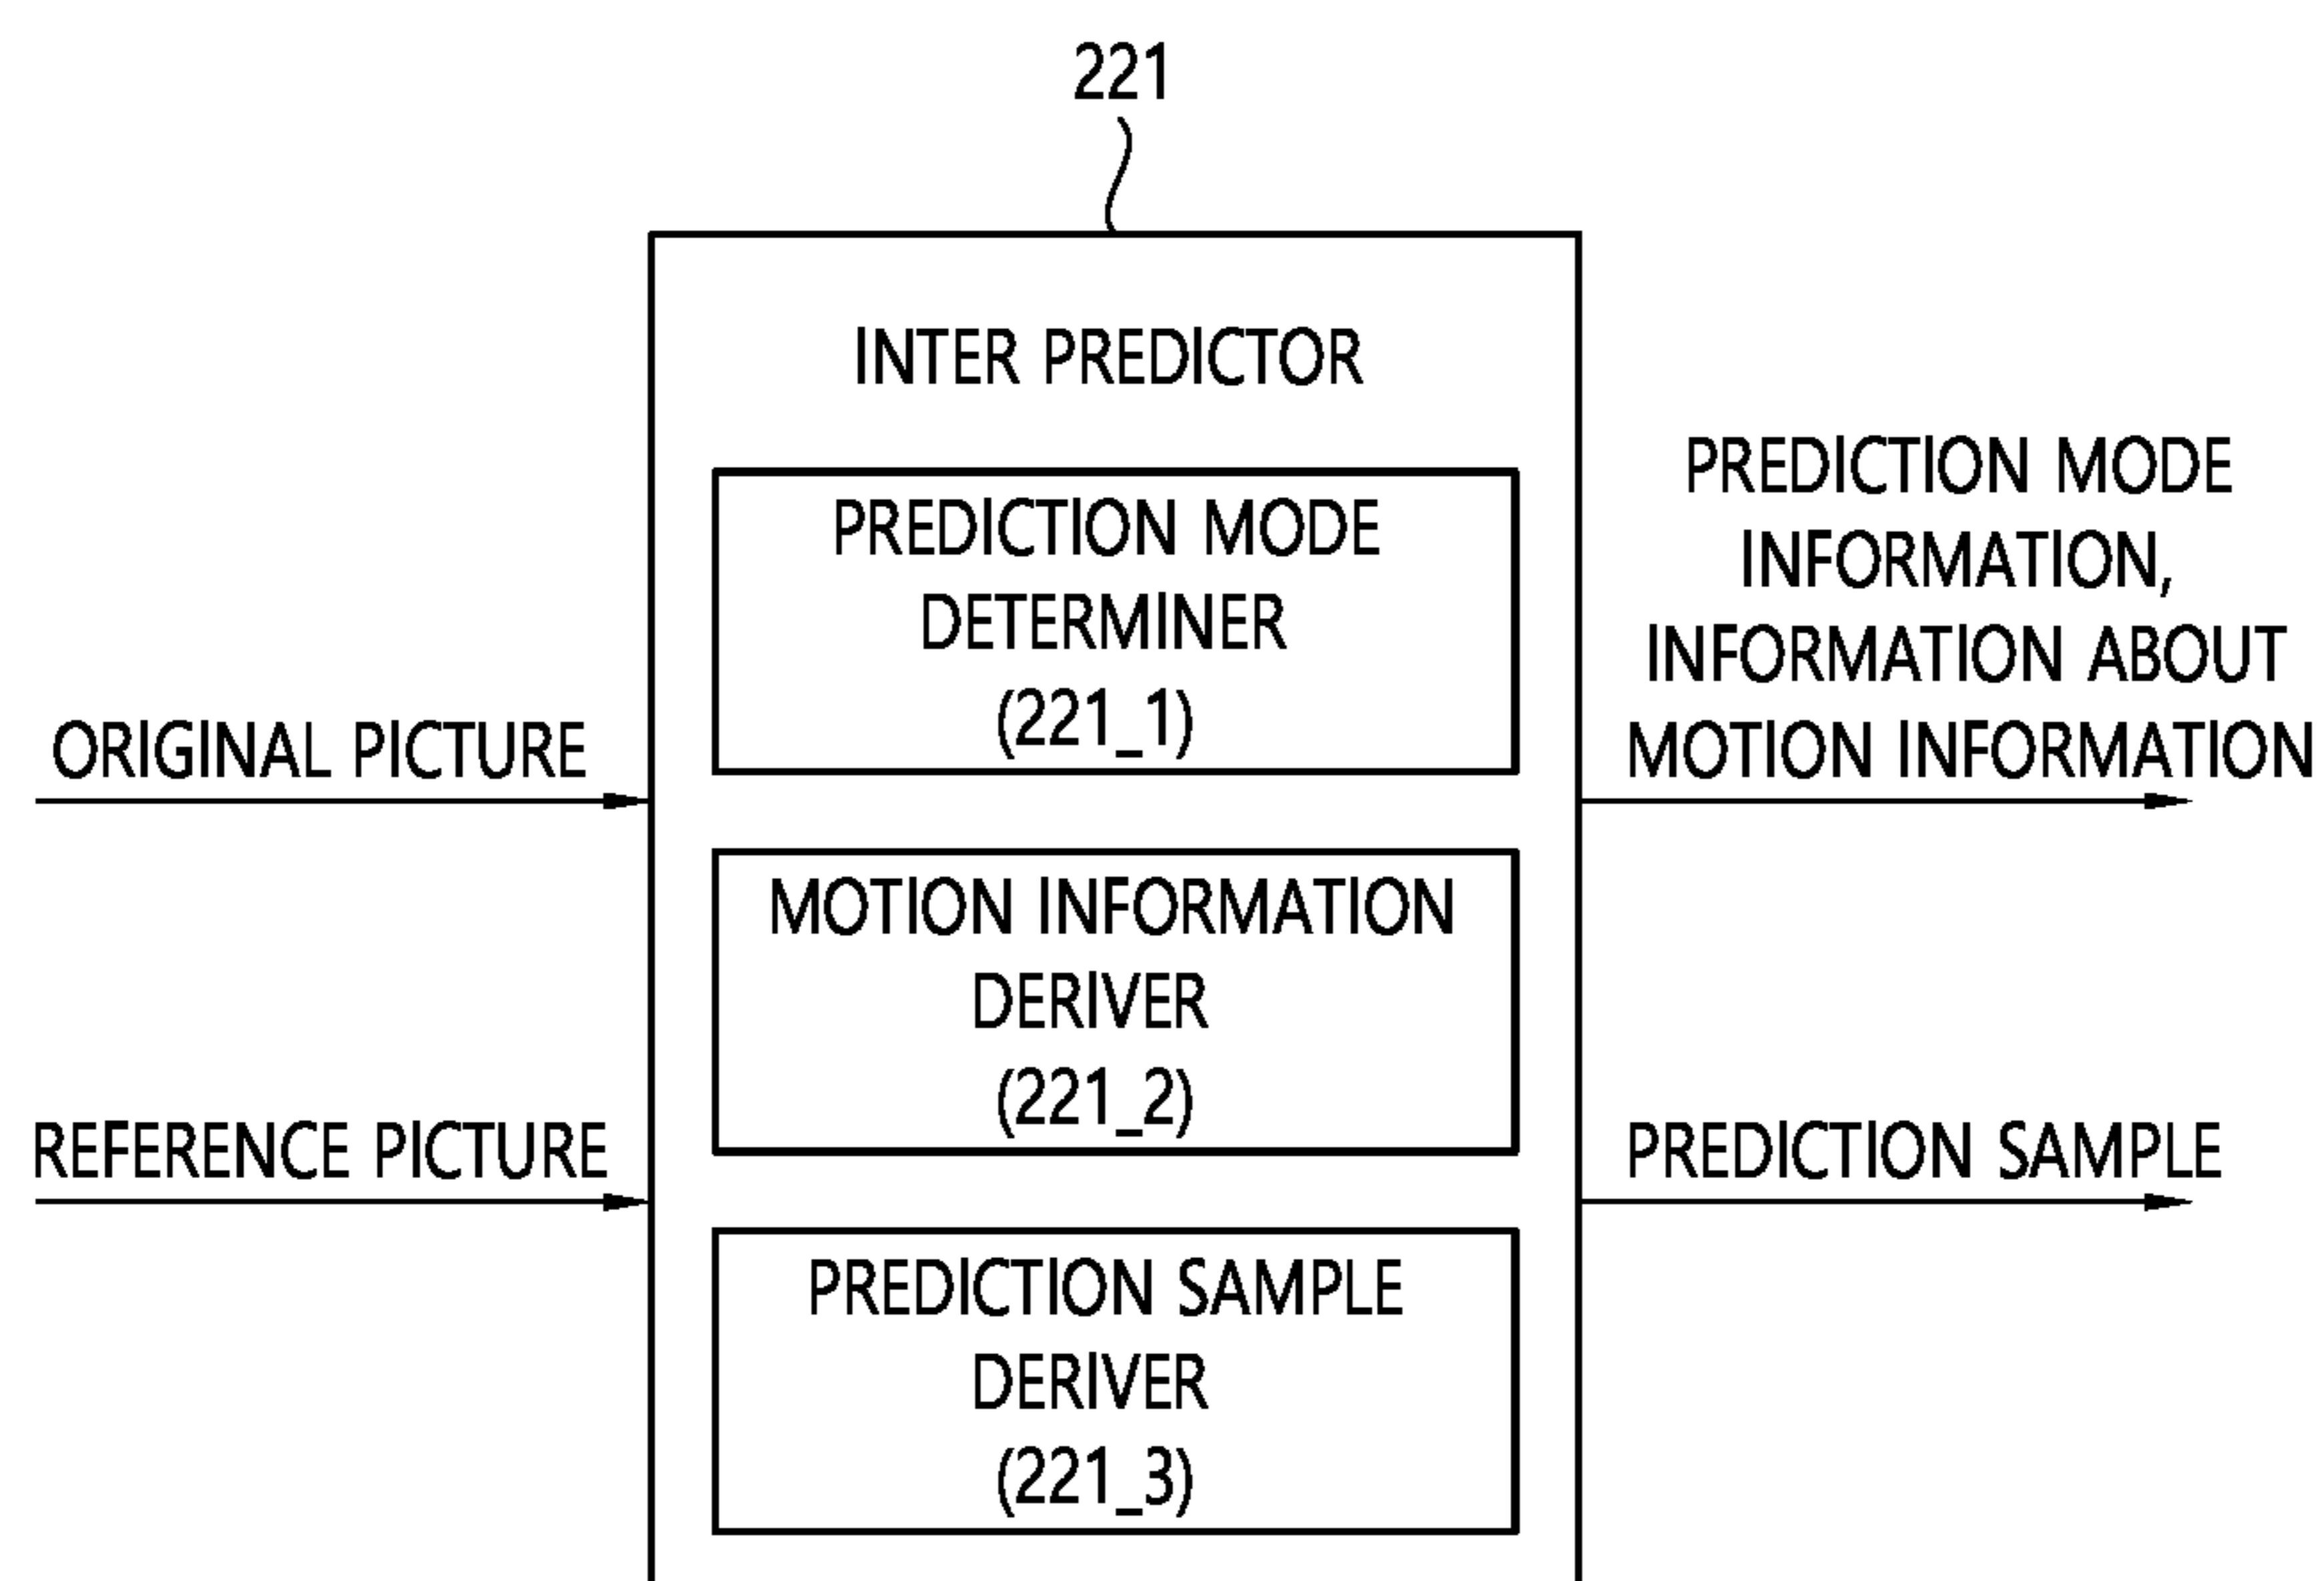 221
INTER PREDICTOR
PREDICTION MODE
DETERMINER
(221_1)
MOTION INFORMATION
DERIVER
(221_2)
PREDICTION SAMPLE
DERIVER
(221_3)
ORIGINAL PICTURE
REFERENCE PICTURE
PREDICTION MODE
INFORMATION,
INFORMATION ABOUT
MOTION INFORMATION
PREDICTION SAMPLE